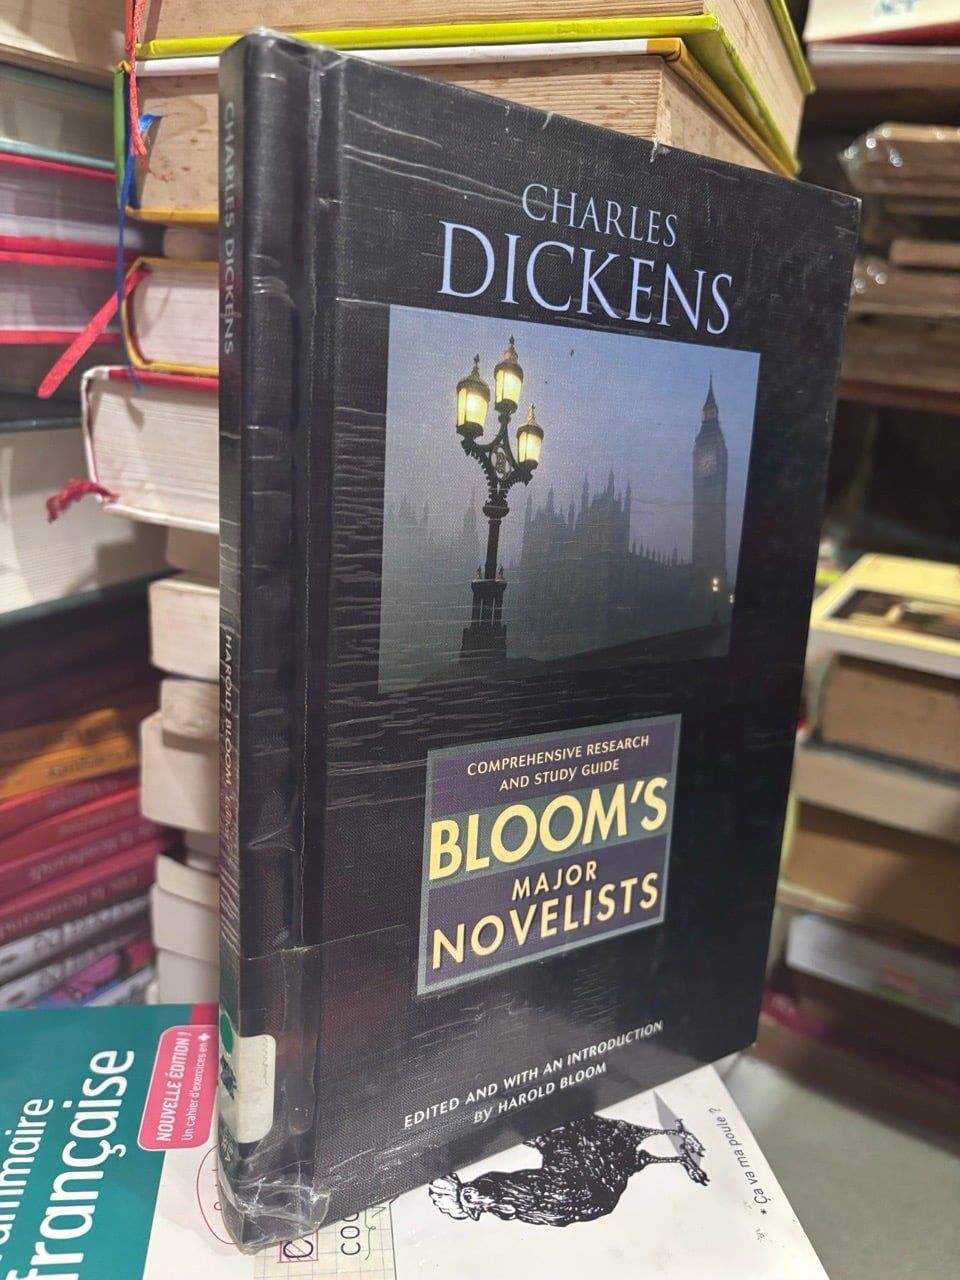 CHARLES
DICKENS
COMPREHENSIVE RESEARCH
AND STUDY GUIDE
BLOOM'S
MAJOR
NOVELISTS
EDITED AND WITH AN INTRODUCTION
BY HAROLD BLOOM
CHARLES DICKENS
HAROLD BLOOM,
NOUVELLE ÉDITION !
Un cahier d'exercices en +
française
* Ça va ma poule ?